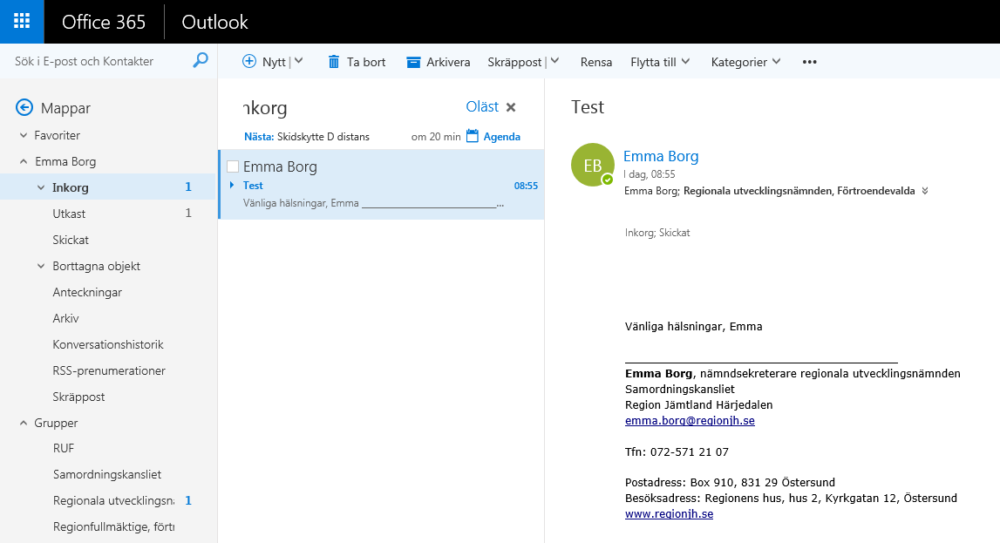 Office 365 Outlook
Sök i E-post och Kontakter
Nytt Ta bort Arkivera Skräppost Rensa Flytta till Kategorier •••
Mappar
Favoriter
Emma Borg
Inkorg 1
Utkast 1
Skickat
Borttagna objekt
Anteckningar
Arkiv
Konversationshistorik
RSS-prenumerationer
Skräppost
Grupper
RUF
Samordningskansliet
Regionala utvecklingsnä 1
Regionfullmäktige, förtr
Inkorg Oläst
Nästa: Skidskytte D distans om 20 min Agenda
Emma Borg
Test 08:55
Vänliga hälsningar, Emma ________________________...
Test
EB
Emma Borg
I dag, 08:55
Emma Borg; Regionala utvecklingsnämnden, Förtroendevalda
Inkorg; Skickat
Vänliga hälsningar, Emma
________________________________________
Emma Borg, nämndsekreterare regionala utvecklingsnämnden
Samordningskansliet
Region Jämtland Härjedalen
emma.borg@regionjh.se
Tfn: 072-571 21 07
Postadress: Box 910, 831 29 Östersund
Besöksadress: Regionens hus, hus 2, Kyrkgatan 12, Östersund
www.regionjh.se